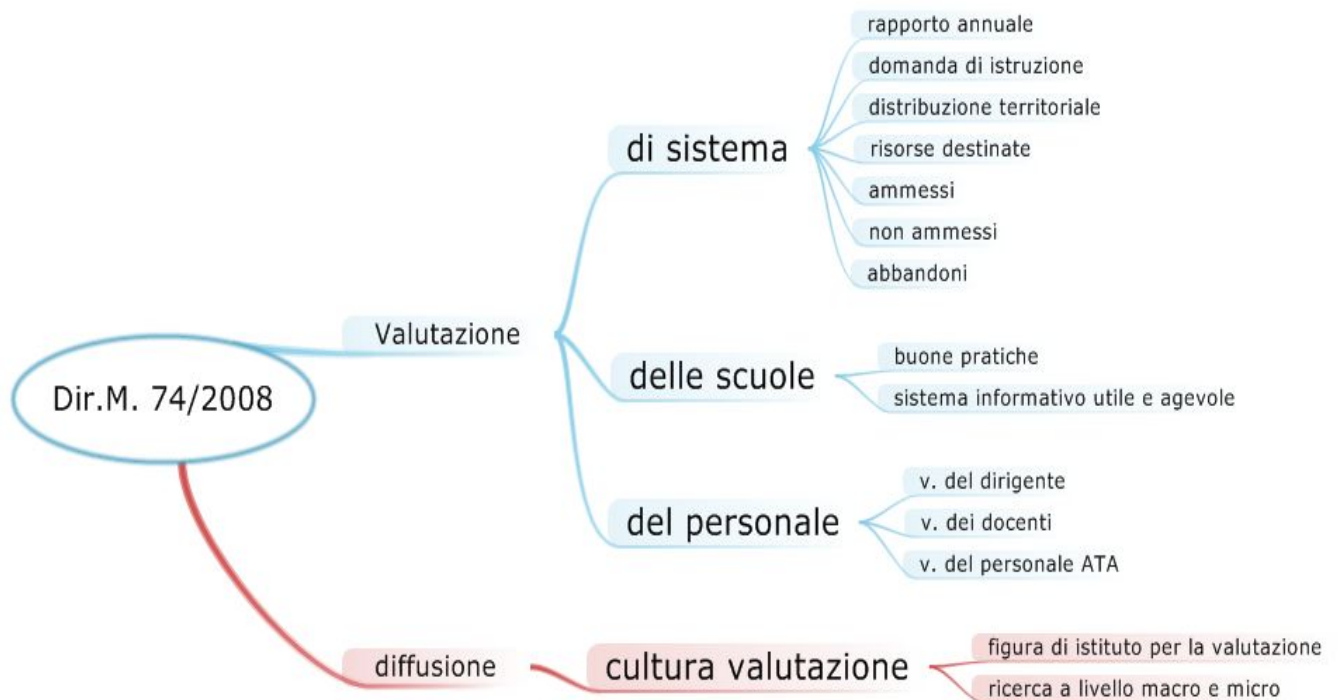 Dir.M. 74/2008
Valutazione
di sistema
rapporto annuale
domanda di istruzione
distribuzione territoriale
risorse destinate
ammessi
non ammessi
abbandoni
delle scuole
buone pratiche
sistema informativo utile e agevole
del personale
v. del dirigente
v. dei docenti
v. del personale ATA
diffusione
cultura valutazione
figura di istituto per la valutazione
ricerca a livello macro e micro